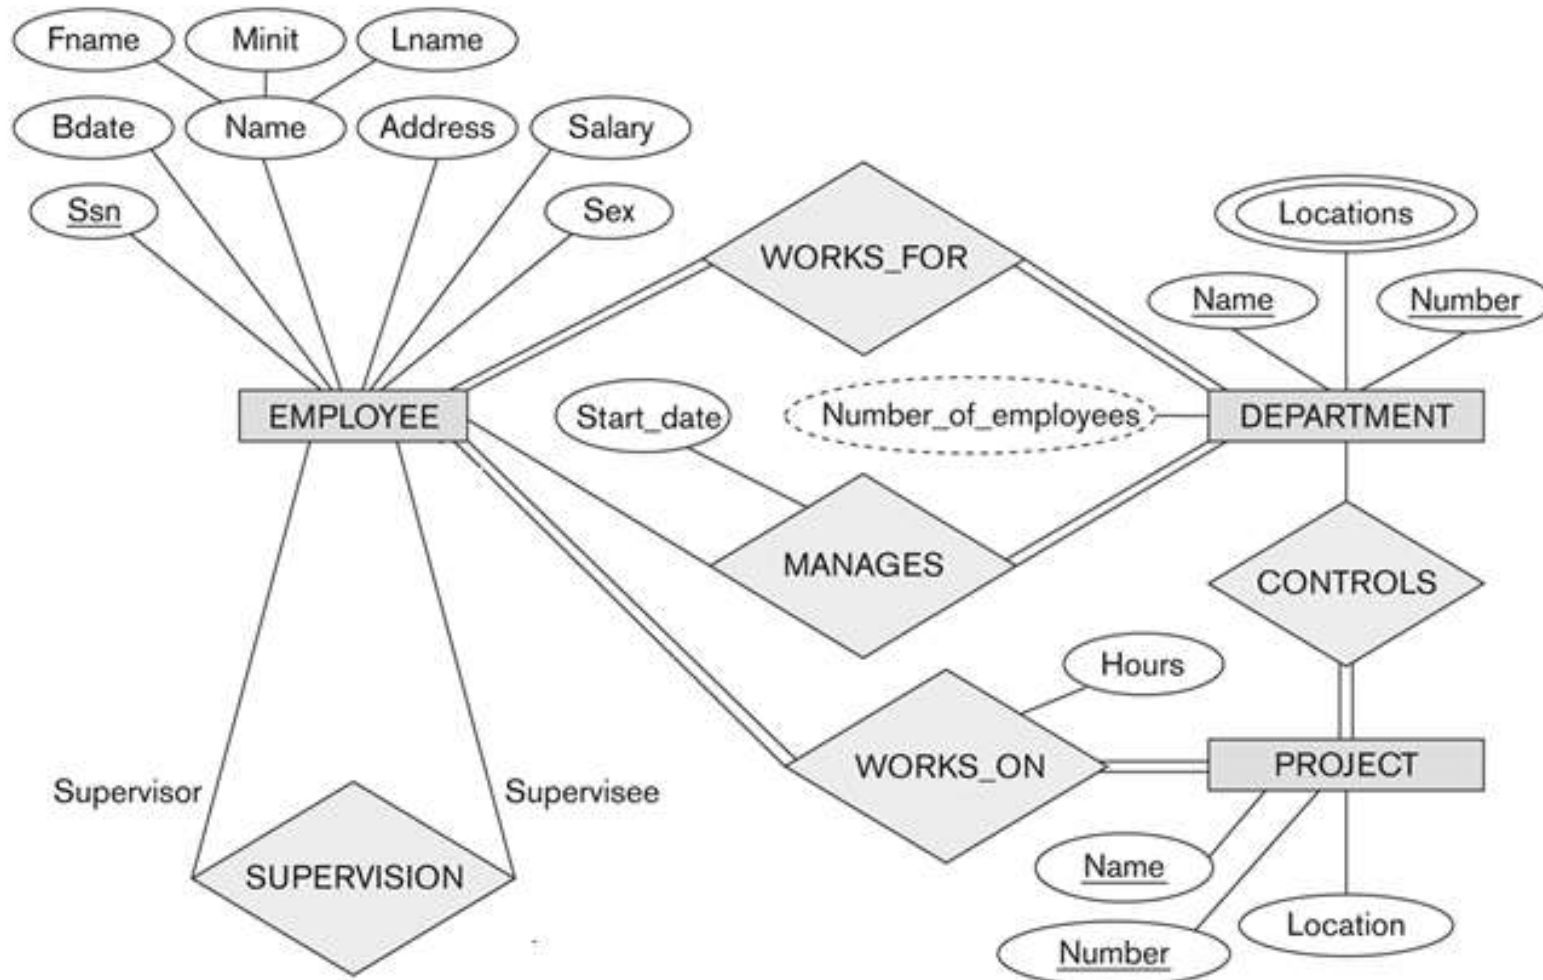 Fname
Minit
Lname
Bdate
Name
Address
Salary
Ssn
Sex
WORKS_FOR
Locations
Name
Number
EMPLOYEE
Start_date
Number_of_employees
DEPARTMENT
MANAGES
CONTROLS
Hours
Supervisor
Supervisee
WORKS_ON
PROJECT
SUPERVISION
Name
Number
Location